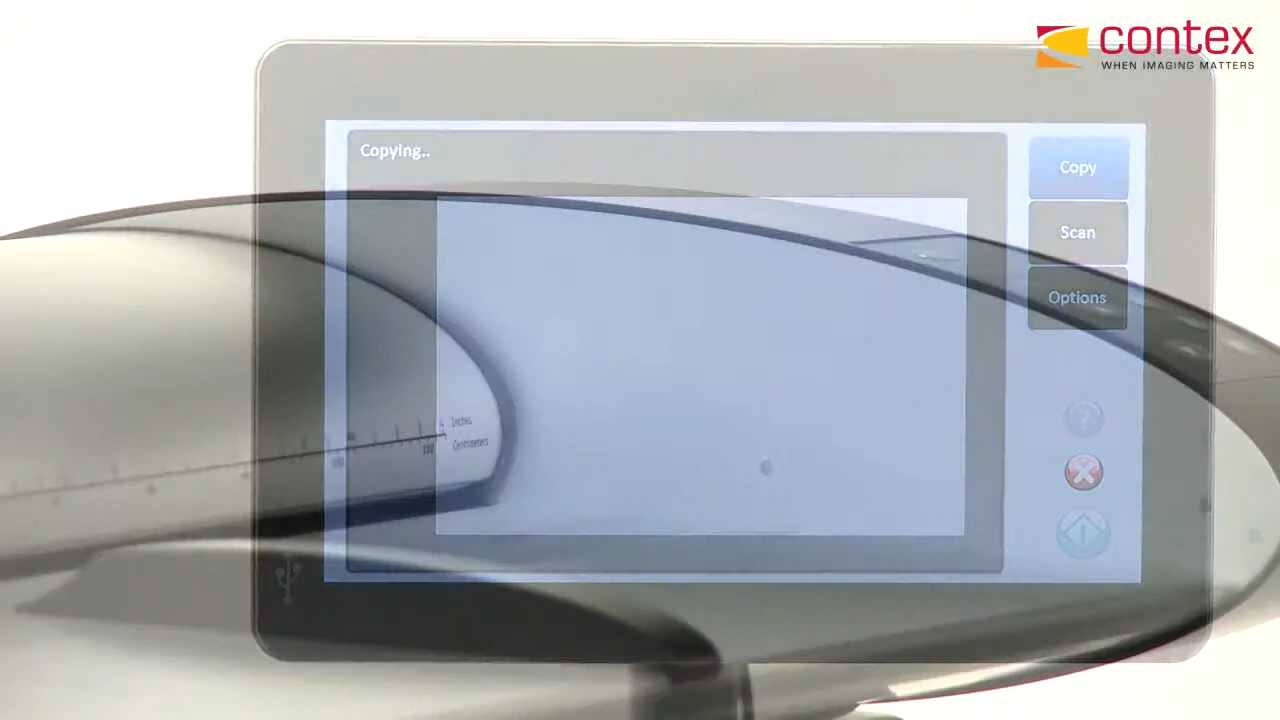 contex
WHEN IMAGING MATTERS
Copying..
Copy
Scan
Options
Inches
Centimeters